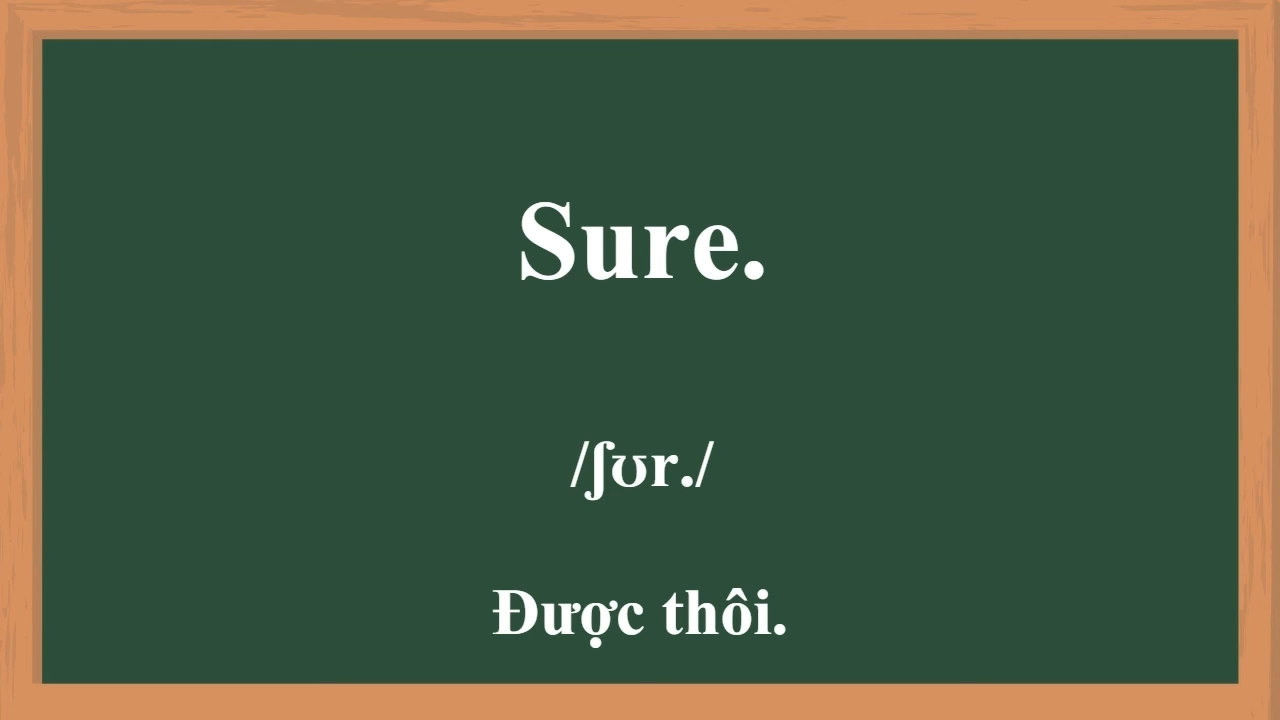 Sure.
/ʃʊr./
Được thôi.